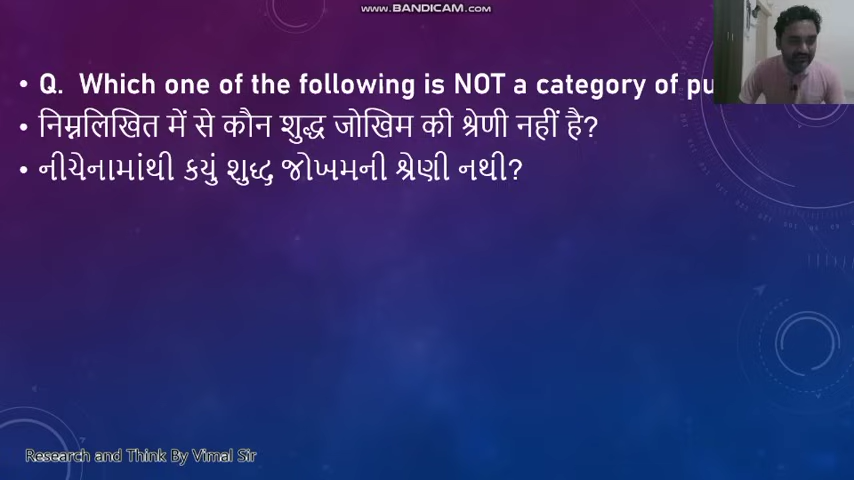 www.BANDICAM.com
• Q. Which one of the following is NOT a category of pu
• निम्नलिखित में से कौन शुद्ध जोखिम की श्रेणी नहीं है?
• નીચેનામાંથી કયું શુધ્ધ જોખમની શ્રેણી નથી?
Research and Think By Vimal Sir